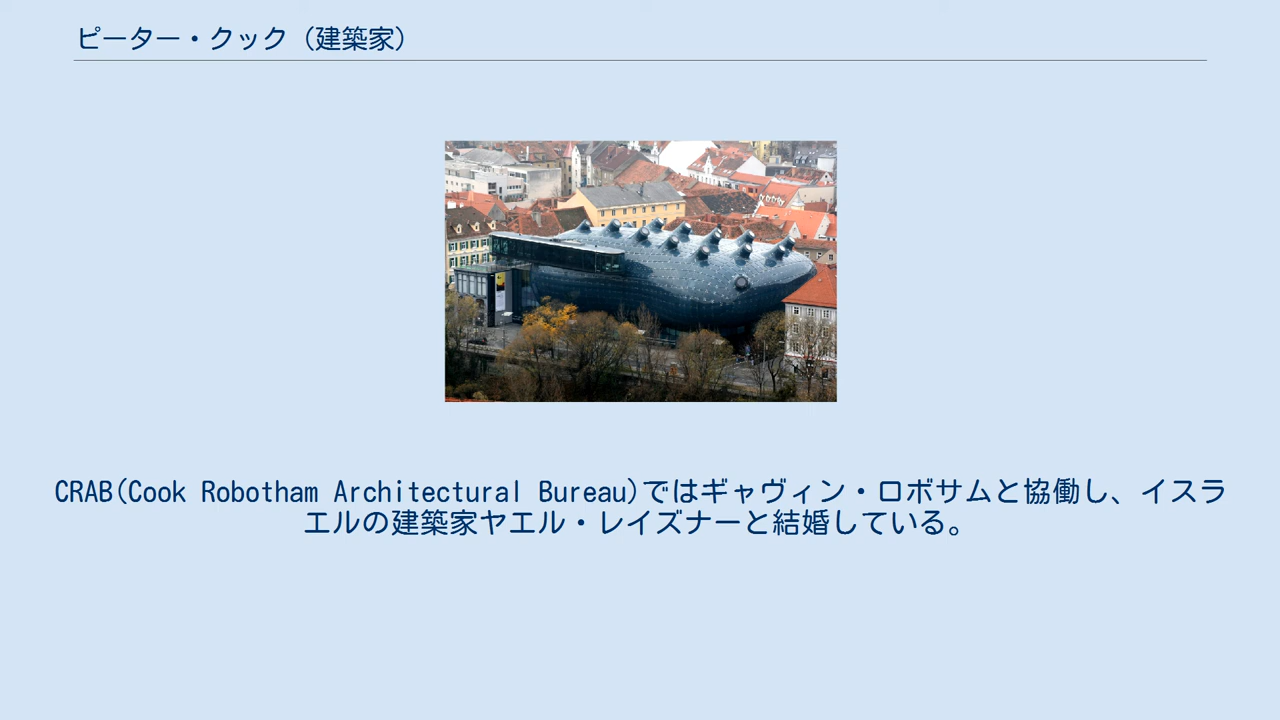 ピーター・クック（建築家）
CRAB(Cook Robotham Architectural Bureau)ではギャヴィン・ロボサムと協働し、イスラ
エルの建築家ヤエル・レイズナーと結婚している。